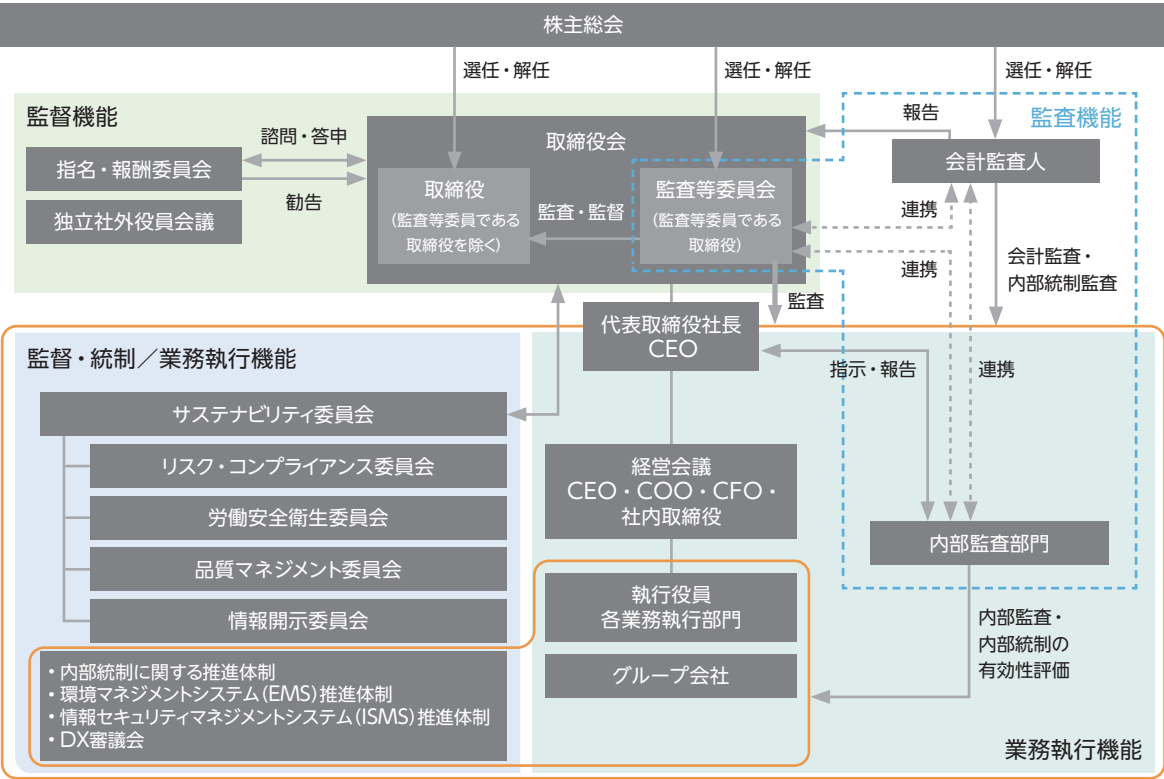 株主総会
選任・解任
選任・解任
選任・解任
監督機能
監査機能
指名・報酬委員会
独立社外役員会議
諮問・答申
勧告
取締役会
取締役
(監査等委員である
取締役を除く)
監査・監督
監査等委員会
(監査等委員である
取締役)
報告
会計監査人
連携
連携
会計監査・
内部統制監査
監査
代表取締役社長
CEO
指示・報告
連携
監督・統制／業務執行機能
サステナビリティ委員会
リスク・コンプライアンス委員会
労働安全衛生委員会
品質マネジメント委員会
情報開示委員会
・内部統制に関する推進体制
・環境マネジメントシステム(EMS)推進体制
・情報セキュリティマネジメントシステム(ISMS)推進体制
・DX審議会
経営会議
CEO・COO・CFO・
社内取締役
内部監査部門
執行役員
各業務執行部門
グループ会社
内部監査・
内部統制の
有効性評価
業務執行機能